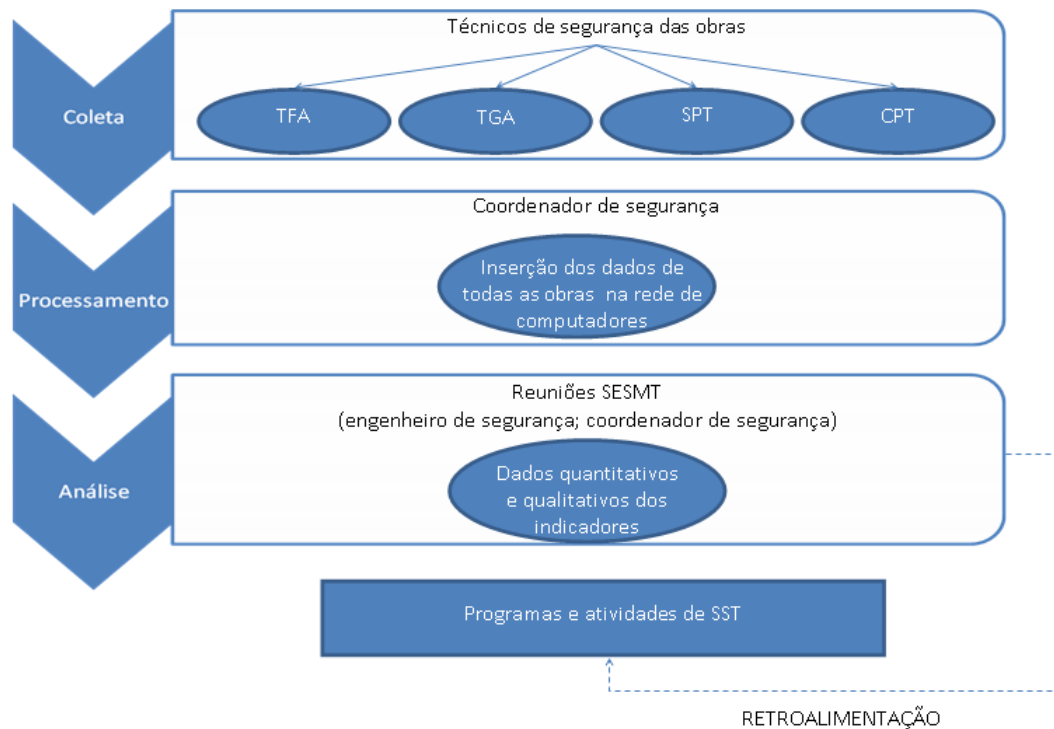 Coleta
Técnicos de segurança das obras
TFA
TGA
SPT
CPT
Processamento
Coordenador de segurança
Inserção dos dados de
todas as obras na rede de
computadores
Análise
Reuniões SESMT
(engenheiro de segurança; coordenador de segurança)
Dados quantitativos
e qualitativos dos
indicadores
Programas e atividades de SST
RETROALIMENTAÇÃO